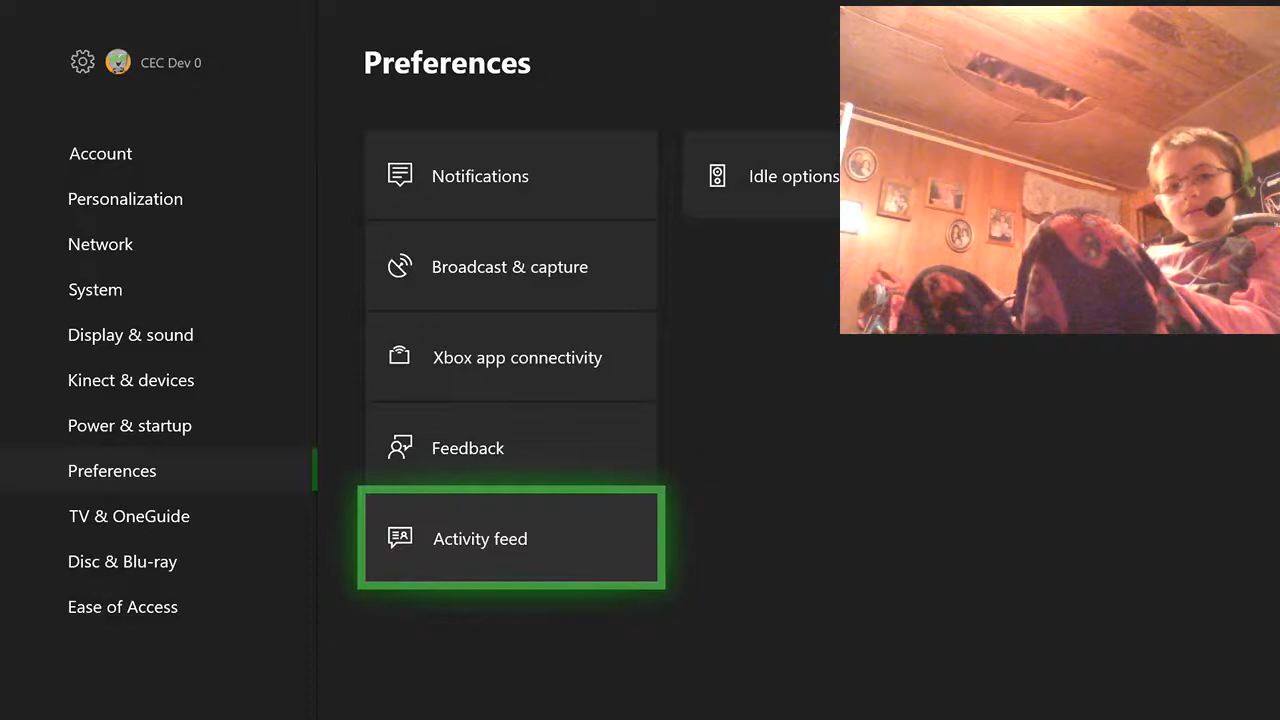 CEC Dev 0
Account
Personalization
Network
System
Display & sound
Kinect & devices
Power & startup
Preferences
TV & OneGuide
Disc & Blu-ray
Ease of Access
Preferences
Notifications
Broadcast & capture
Xbox app connectivity
Feedback
Activity feed
Idle options